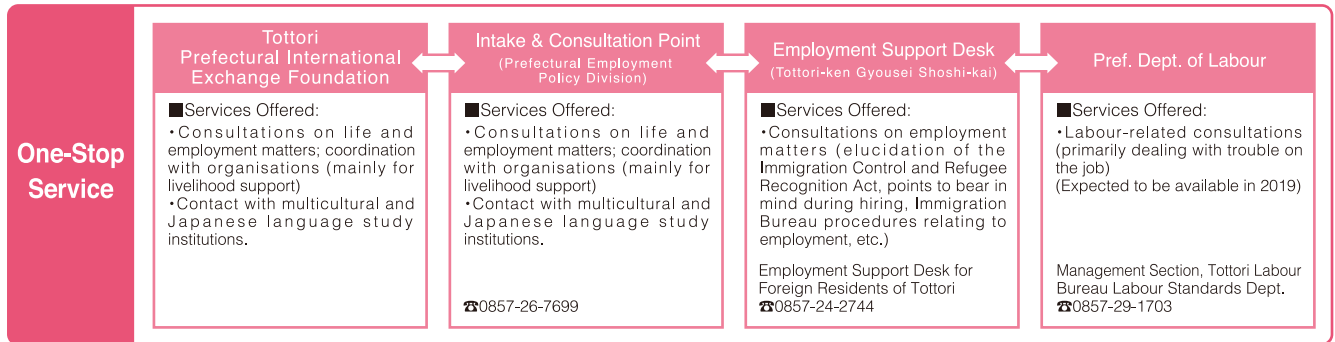 One-Stop
Service
Tottori
Prefectural International
Exchange Foundation
■Services Offered:
・Consultations on life and
employment matters; coordination
with organisations (mainly for
livelihood support)
・Contact with multicultural and
Japanese language study
institutions.
Intake & Consultation Point
(Prefectural Employment
Policy Division)
■Services Offered:
・Consultations on life and
employment matters; coordination
with organisations (mainly for
livelihood support)
・Contact with multicultural and
Japanese language study
institutions.
☎0857-26-7699
Employment Support Desk
(Tottori-ken Gyousei Shoshi-kai)
■Services Offered:
・Consultations on employment
matters (elucidation of the
Immigration Control and Refugee
Recognition Act, points to bear in
mind during hiring, Immigration
Bureau procedures relating to
employment, etc.)
Employment Support Desk for
Foreign Residents of Tottori
☎0857-24-2744
Pref. Dept. of Labour
■Services Offered:
・Labour-related consultations
(primarily dealing with trouble on
the job)
(Expected to be available in 2019)
Management Section, Tottori Labour
Bureau Labour Standards Dept.
☎0857-29-1703